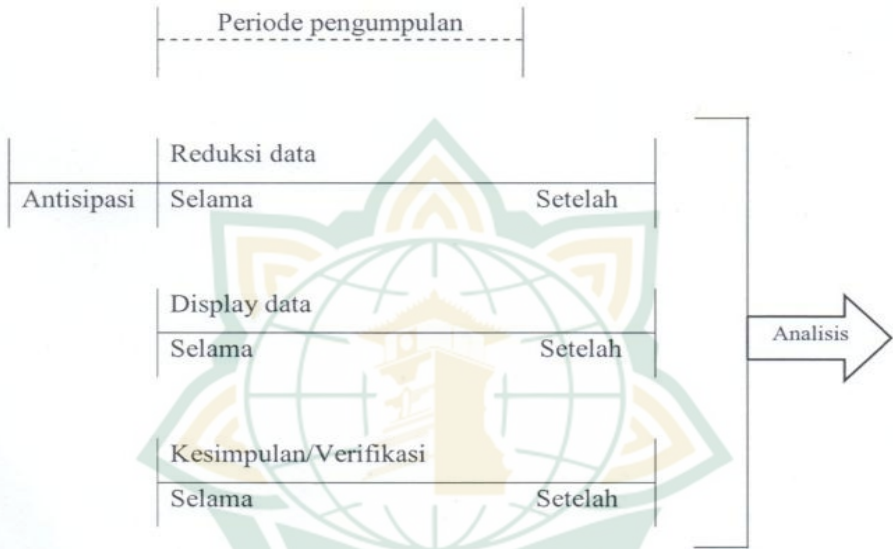 Periode pengumpulan
Reduksi data
Antisipasi Selama Setelah
Display data
Selama Setelah
Analisis
Kesimpulan/Verifikasi
Selama Setelah